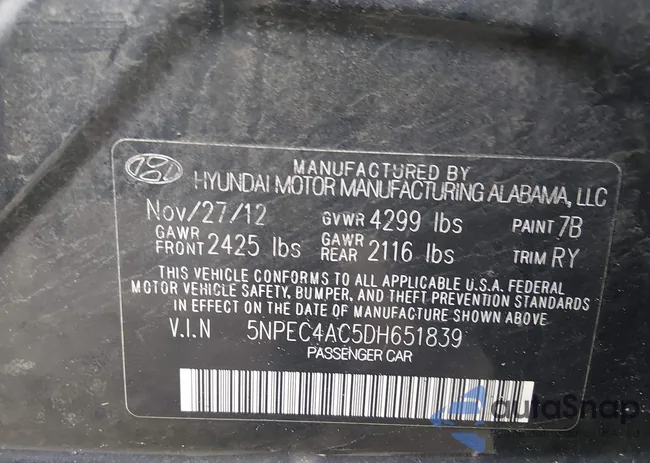 MANUFACTURED BY
HYUNDAI MOTOR MANUFACTURING ALABAMA, LLC
Nov/27/12 GVWR 4299 lbs PAINT 7B
GAWR FRONT 2425 lbs GAWR REAR 2116 lbs TRIM RY
THIS VEHICLE CONFORMS TO ALL APPLICABLE U.S.A. FEDERAL
MOTOR VEHICLE SAFETY, BUMPER, AND THEFT PREVENTION STANDARDS
IN EFFECT ON THE DATE OF MANUFACTURE SHOWN ABOVE.
V.I.N 5NPEC4AC5DH651839
PASSENGER CAR
autoSnap